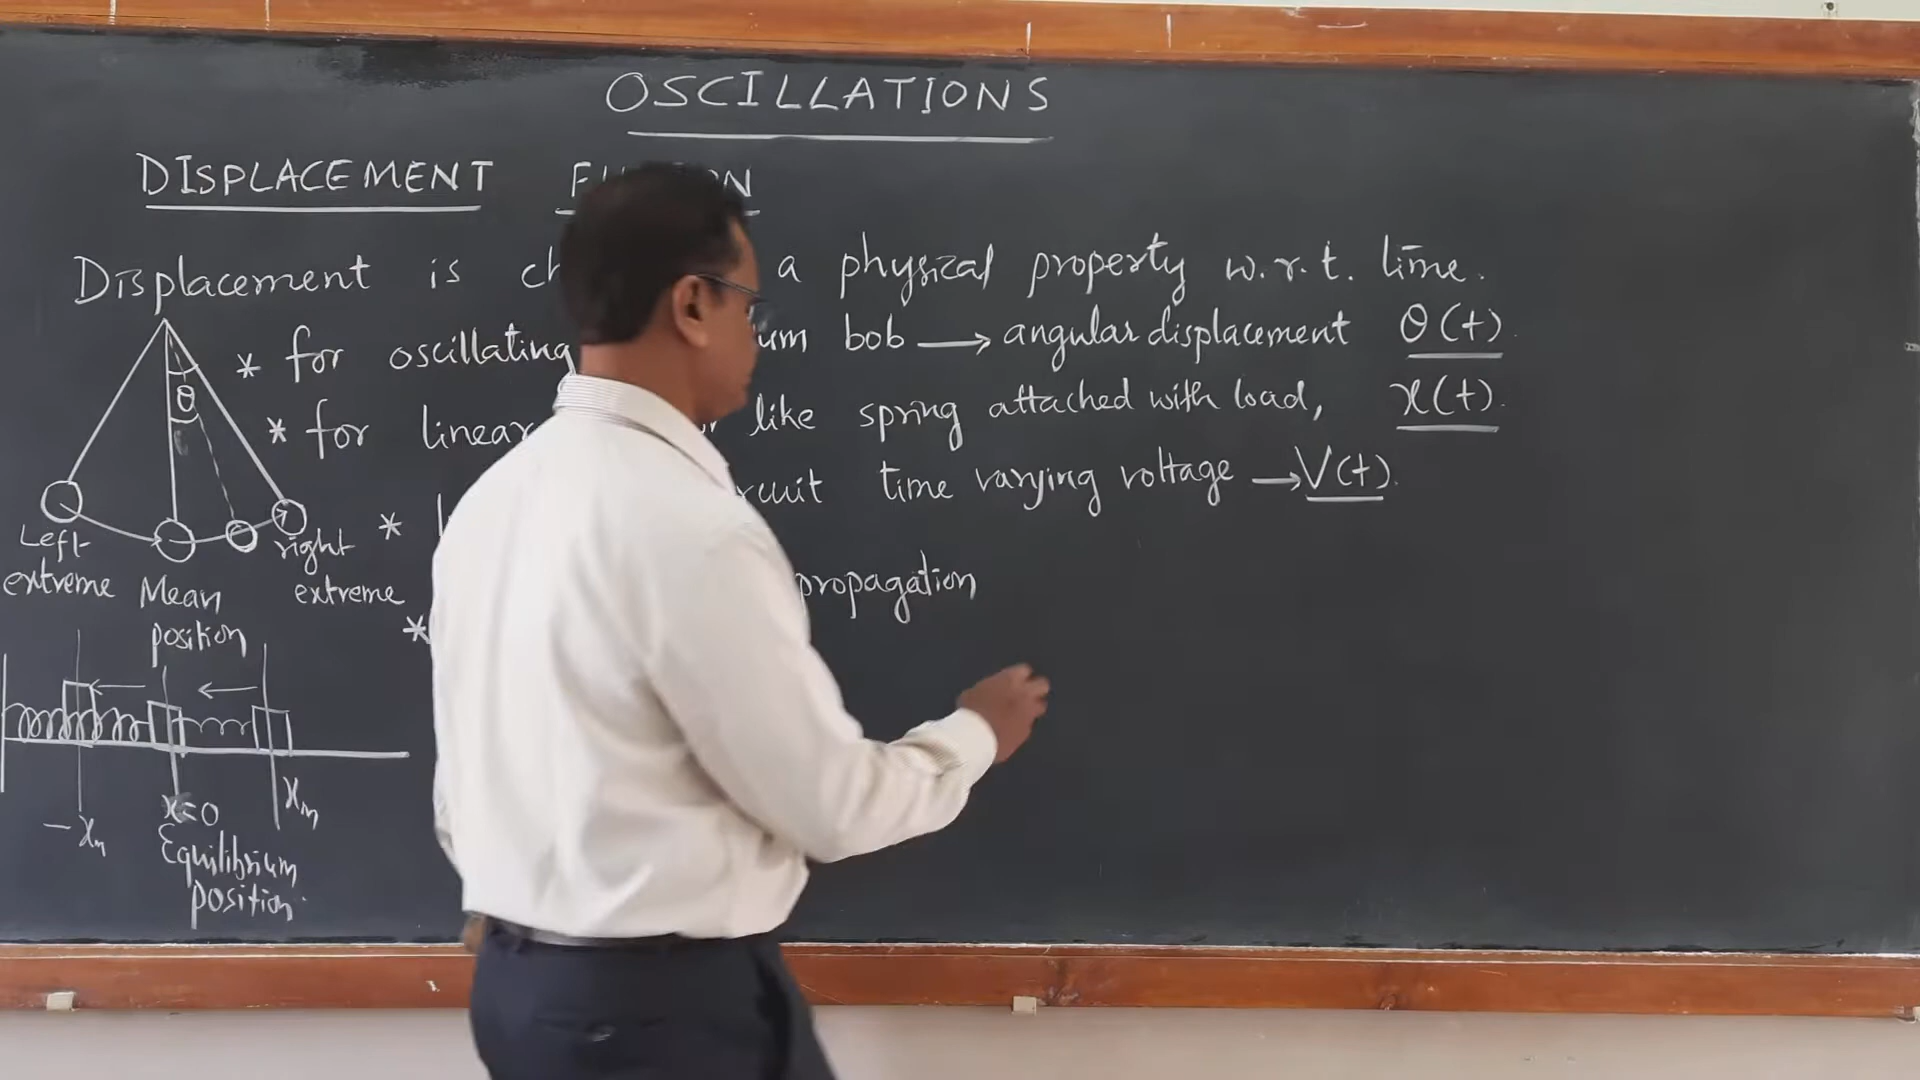 OSCILLATIONS
DISPLACEMENT
Displacement is a physical property w.r.t. time.
* for oscillating bob → angular displacement θ(t).
* for linear like spring attached with load, x(t).
* time varying voltage → V(t).
* propagation
θ
Left
extreme
Mean
position
right
extreme
-xm
x=0
xm
Equilibrium
position.